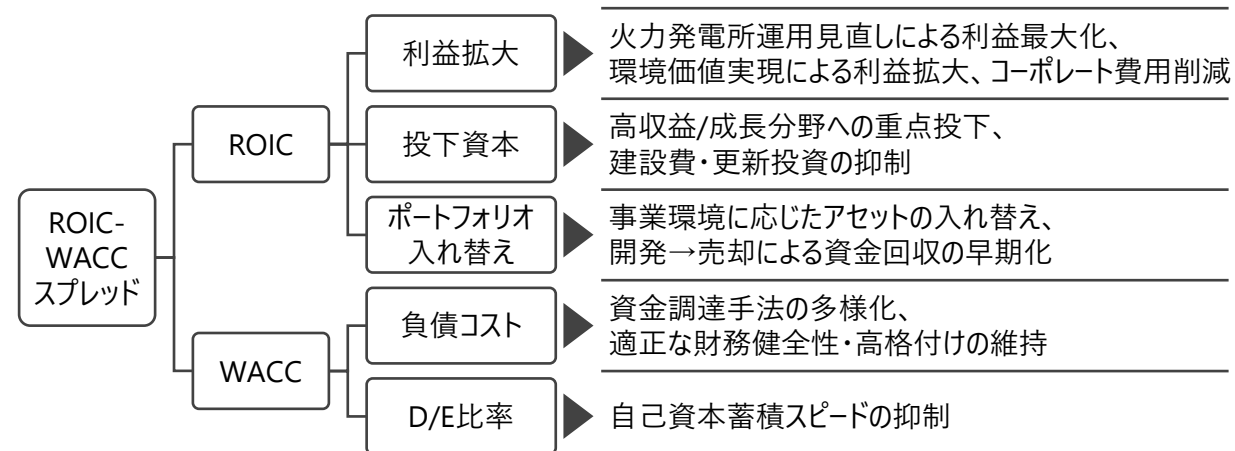 ROIC-
WACC
スプレッド
ROIC
利益拡大
火力発電所運用見直しによる利益最大化、
環境価値実現による利益拡大、コーポレート費用削減
投下資本
高収益/成長分野への重点投下、
建設費・更新投資の抑制
ポートフォリオ
入れ替え
事業環境に応じたアセットの入れ替え、
開発→売却による資金回収の早期化
WACC
負債コスト
資金調達手法の多様化、
適正な財務健全性・高格付けの維持
D/E比率
自己資本蓄積スピードの抑制